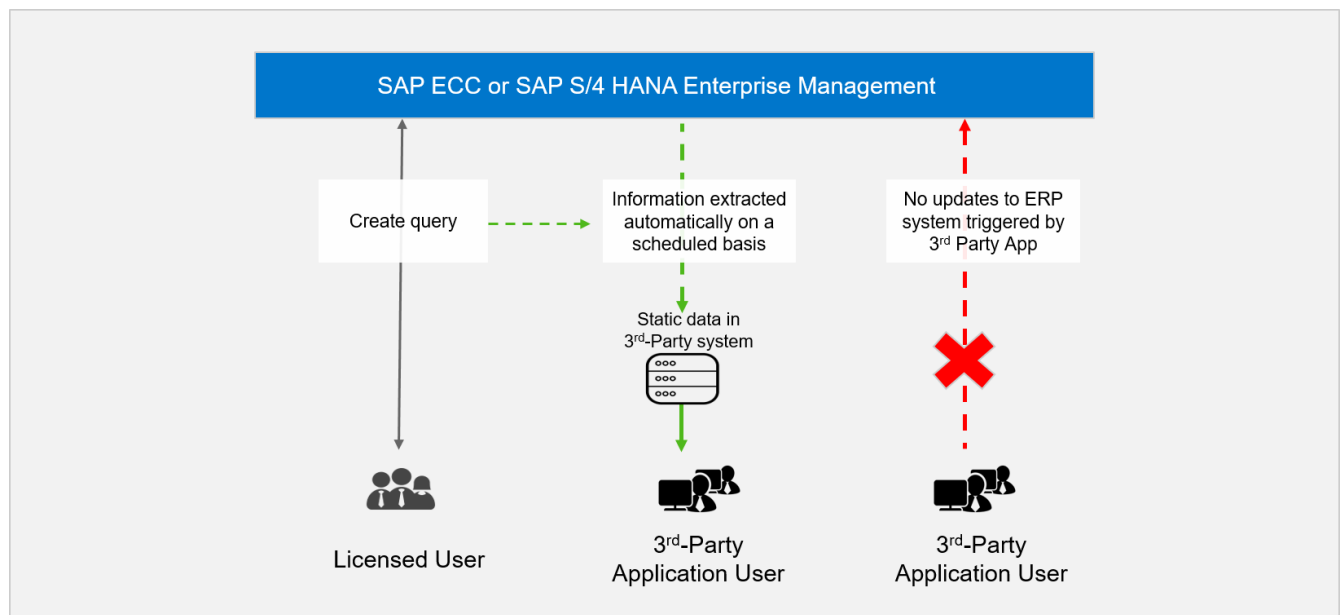 SAP ECC or SAP S/4 HANA Enterprise Management
Create query
Information extracted
automatically on a
scheduled basis
No updates to ERP
system triggered by
3rd Party App
Static data in
3rd-Party system
Licensed User
3rd-Party
Application User
3rd-Party
Application User